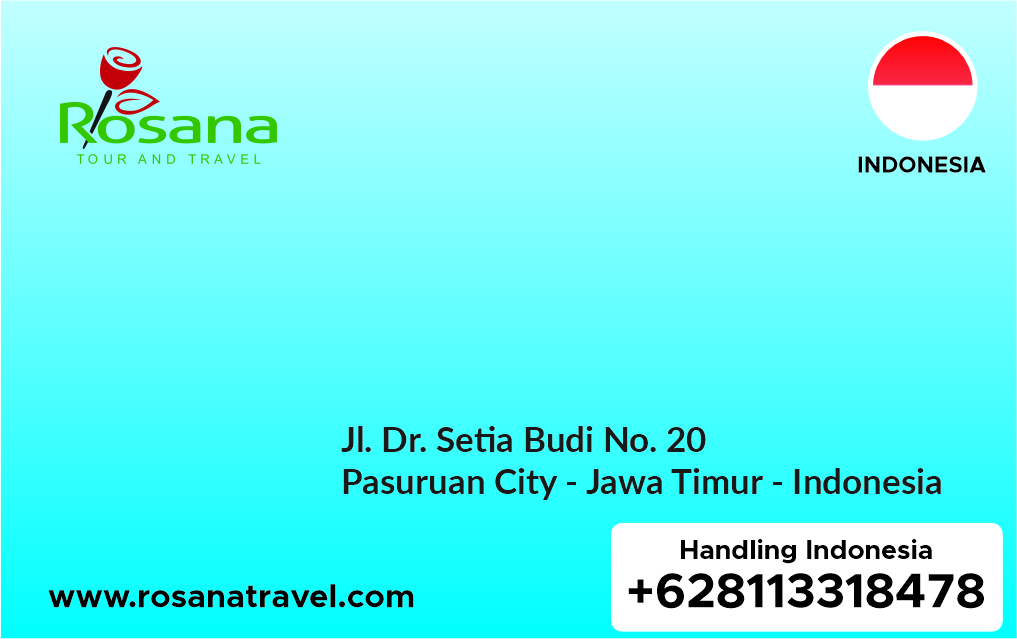 Rosana
TOUR AND TRAVEL
INDONESIA
Jl. Dr. Setia Budi No. 20
Pasuruan City - Jawa Timur - Indonesia
Handling Indonesia
+628113318478
www.rosanatravel.com